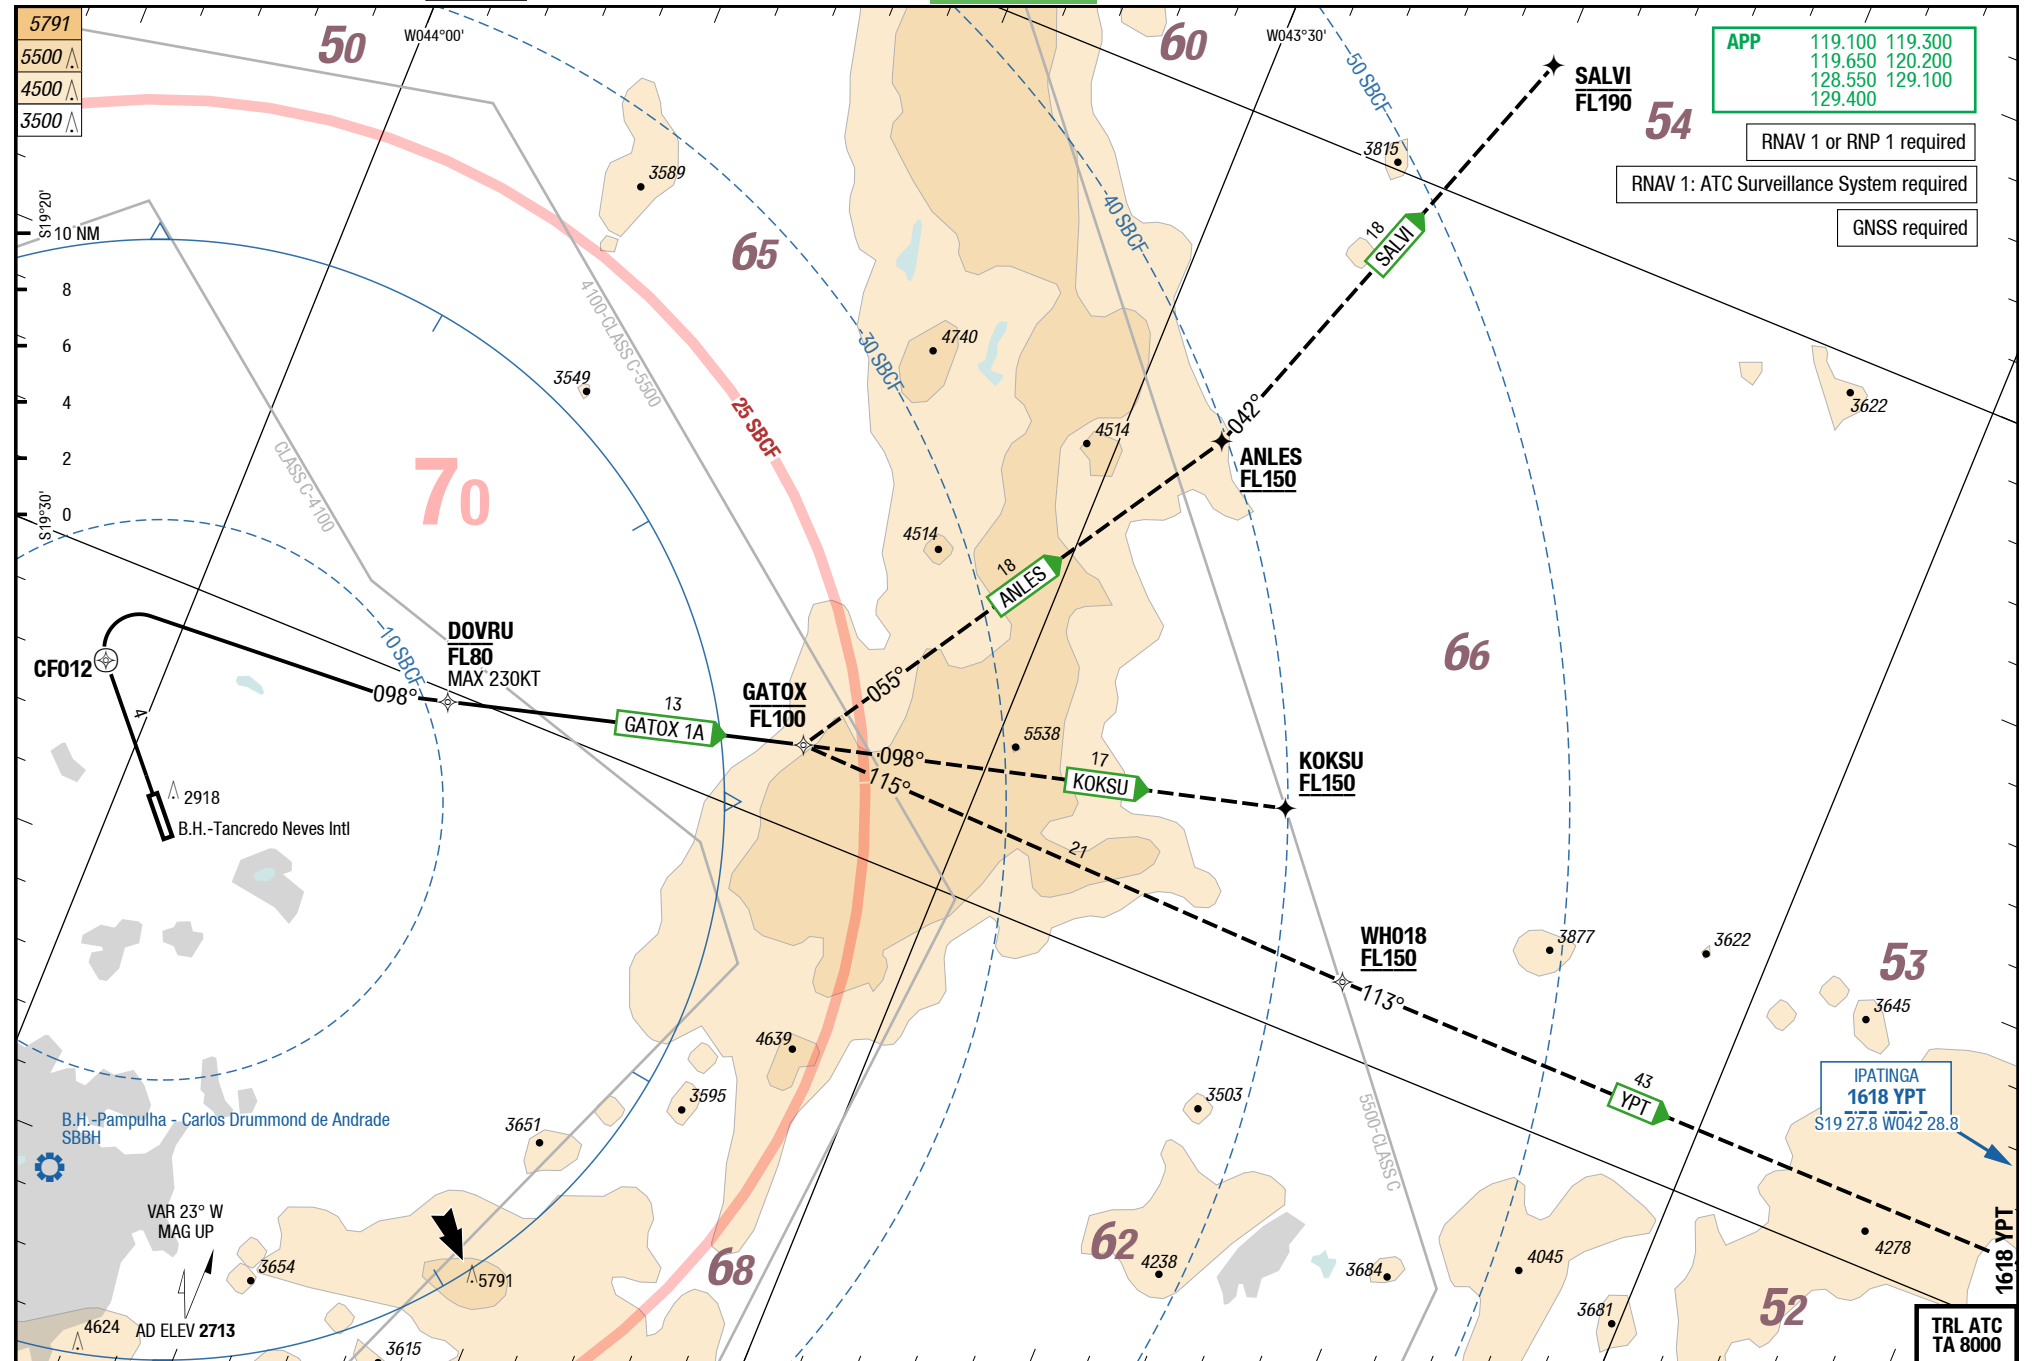 5791
5500
4500
3500
50
W044°00'
60
W043°30'
50 SBCF
SALVI
FL190
54
APP 119.100 119.300
119.650 120.200
128.550 129.100
129.400
RNAV 1 or RNP 1 required
RNAV 1: ATC Surveillance System required
GNSS required
3815
3589
S19°20'
10 NM
8
6
4
2
0
S19°30'
65
40 SBCF
18
SALVI
4100-CLASS C-5500
4740
30 SBCF
3549
25 SBCF
042°
3622
4514
ANLES
FL150
CLASS C-4100
70
4514
18
ANLES
DOVRU
FL80
MAX 230KT
10 SBCF
CF012
098°
66
13
GATOX 1A
GATOX
FL100
055°
4
5538
098°
17
KOKSU
KOKSU
FL150
115°
2918
B.H.-Tancredo Neves Intl
21
WH018
FL150
3877
3622
53
113°
3645
4639
3595
3503
43
YPT
IPATINGA
1618 YPT
S19 27.8 W042 28.8
B.H.-Pampulha - Carlos Drummond de Andrade
SBBH
3651
5500-CLASS C
VAR 23° W
MAG UP
62
68
4238
3684
4045
4278
1618 YPT
3654
5791
52
3681
4624
AD ELEV 2713
3615
TRL ATC
TA 8000